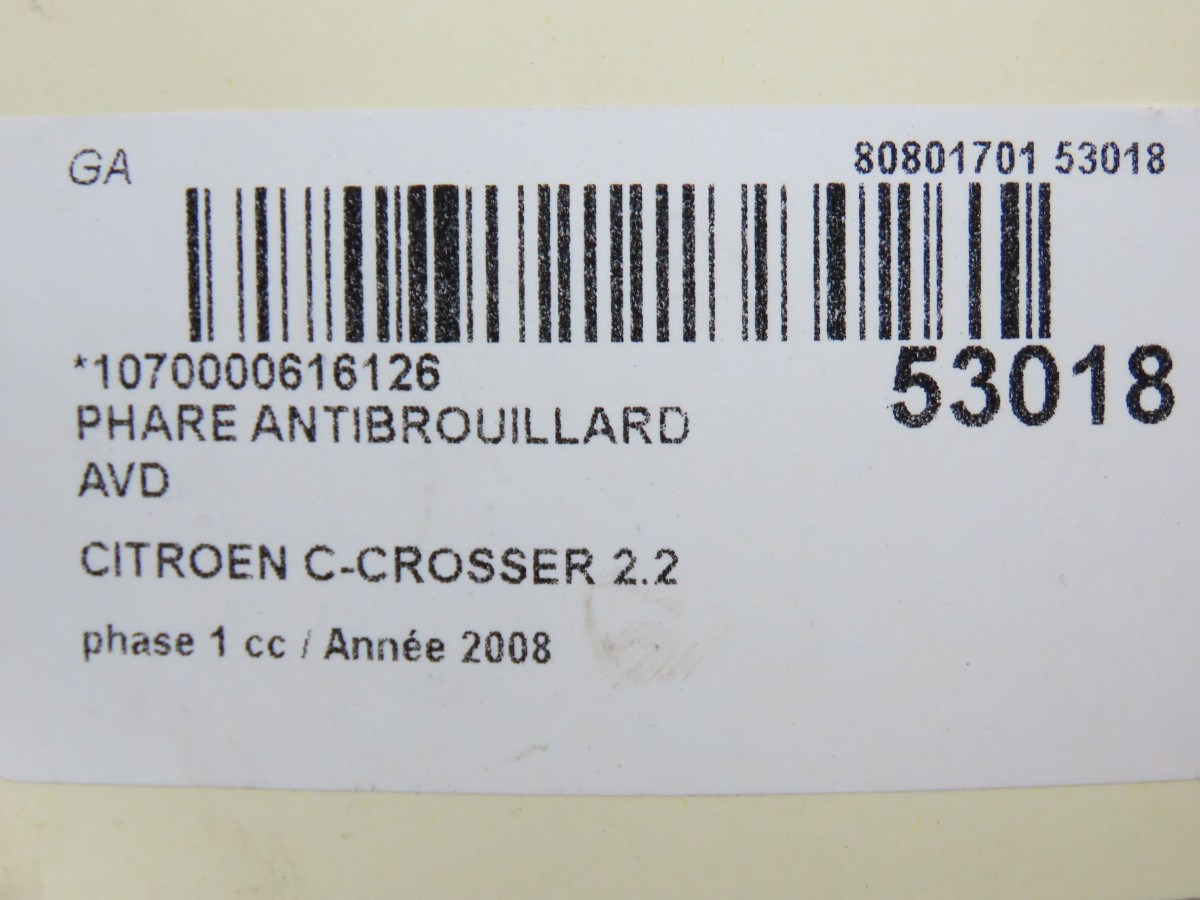 GA
80801701 53018
*1070000616126
53018
PHARE ANTIBROUILLARD
AVD
CITROEN C-CROSSER 2.2
phase 1 cc / Année 2008